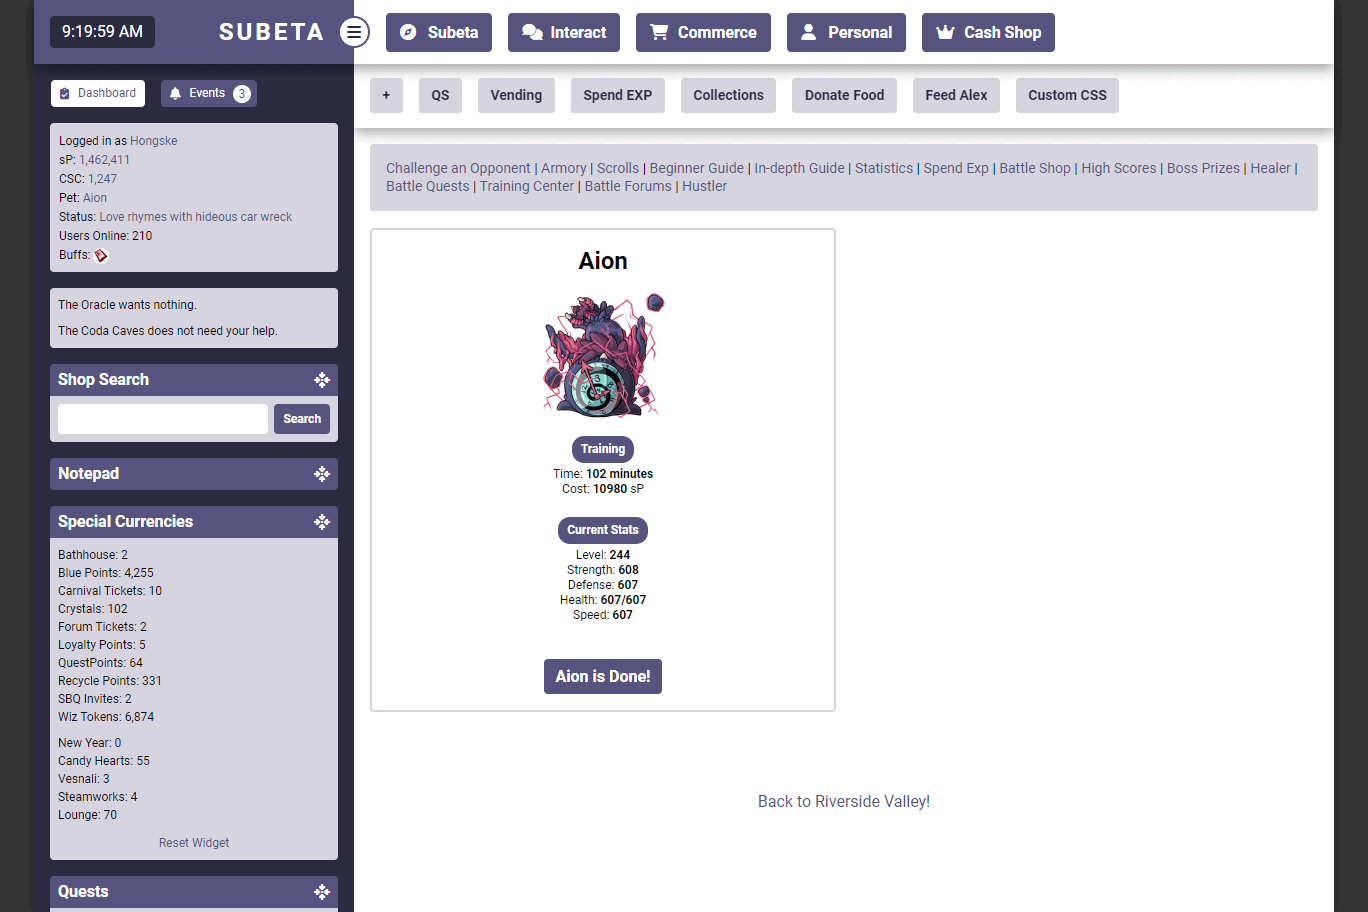 9:19:59 AM
SUBETA
Subeta
Interact
Commerce
Personal
Cash Shop
Dashboard
Events 3
+
QS
Vending
Spend EXP
Collections
Donate Food
Feed Alex
Custom CSS
Logged in as Hongske
sP: 1,462,411
CSC: 1,247
Pet: Aion
Status: Love rhymes with hideous car wreck
Users Online: 210
Buffs:
The Oracle wants nothing.
The Coda Caves does not need your help.
Shop Search
Search
Notepad
Special Currencies
Bathhouse: 2
Blue Points: 4,255
Carnival Tickets: 10
Crystals: 102
Forum Tickets: 2
Loyalty Points: 5
QuestPoints: 64
Recycle Points: 331
SBQ Invites: 2
Wiz Tokens: 6,874
New Year: 0
Candy Hearts: 55
Vesnali: 3
Steamworks: 4
Lounge: 70
Reset Widget
Quests
Challenge an Opponent | Armory | Scrolls | Beginner Guide | In-depth Guide | Statistics | Spend Exp | Battle Shop | High Scores | Boss Prizes | Healer |
Battle Quests | Training Center | Battle Forums | Hustler
Aion
Training
Time: 102 minutes
Cost: 10980 sP
Current Stats
Level: 244
Strength: 608
Defense: 607
Health: 607/607
Speed: 607
Aion is Done!
Back to Riverside Valley!